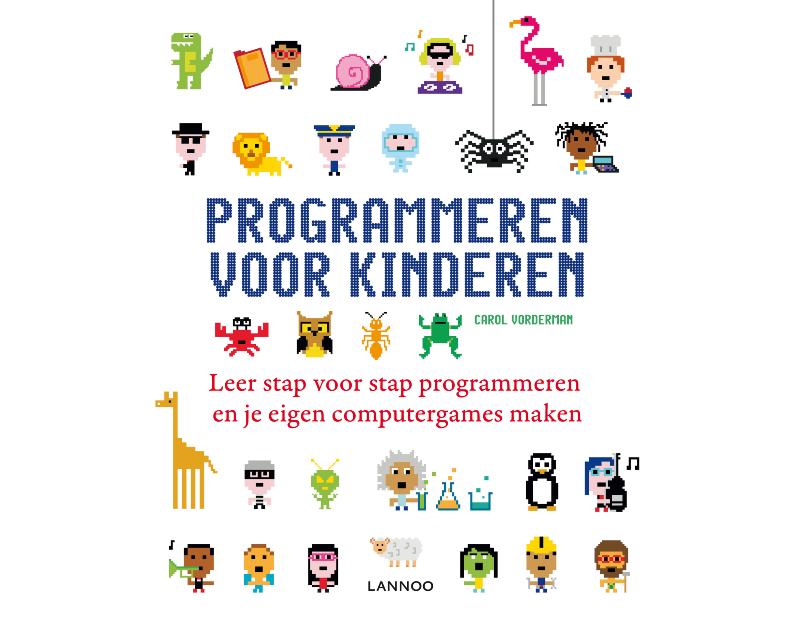 PROGRAMMEREN
VOOR KINDEREN
CAROL VORDERMAN
Leer stap voor stap programmeren
en je eigen computergames maken
LANNOO